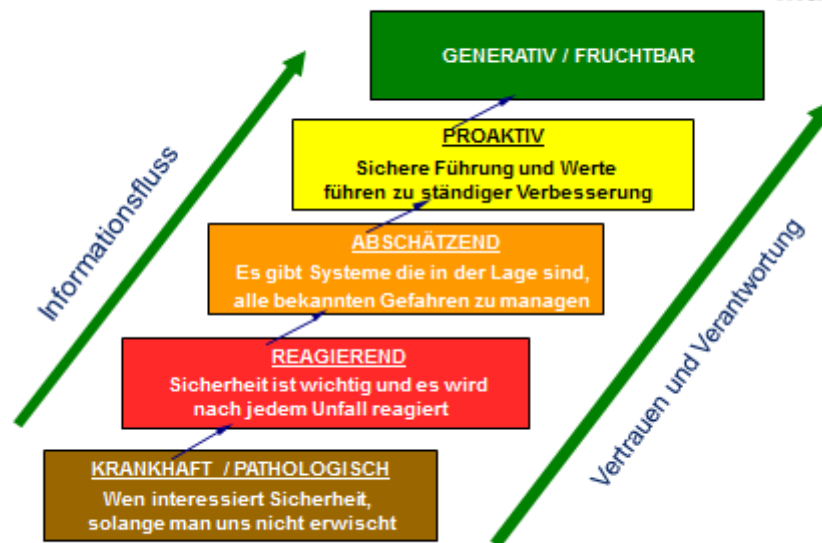 GENERATIV / FRUCHTBAR
PROAKTIV
Sichere Führung und Werte
führen zu ständiger Verbesserung
ABSCHÄTZEND
Es gibt Systeme die in der Lage sind,
alle bekannten Gefahren zu managen
REAGIEREND
Sicherheit ist wichtig und es wird
nach jedem Unfall reagiert
KRANKHAFT / PATHOLOGISCH
Wen interessiert Sicherheit,
solange man uns nicht erwischt
Informationsfluss
Vertrauen und Verantwortung